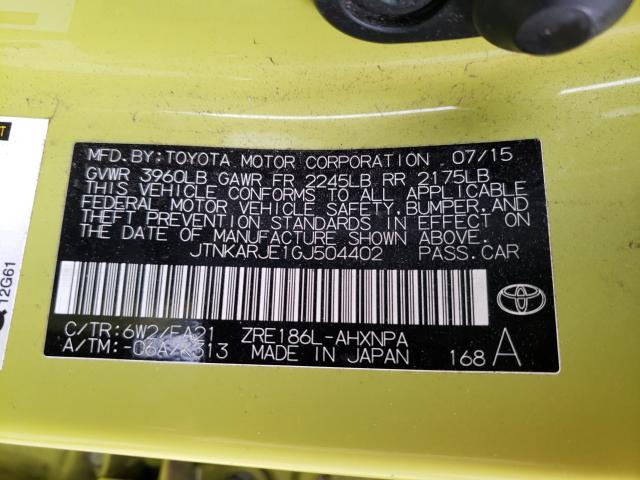 MFD. BY: TOYOTA MOTOR CORPORATION 07/15
GVWR 3960LB GAWR FR 2245LB RR 2175LB
THIS VEHICLE CONFORMS TO ALL APPLICABLE
FEDERAL MOTOR VEHICLE SAFETY, BUMPER, AND
THEFT PREVENTION STANDARDS IN EFFECT ON
THE DATE OF MANUFACTURE SHOWN ABOVE.
JTNKARJE1GJ504402 PASS. CAR
C/TR: 6W2/FA21 ZRE186L-AHXNPA
A/TM: MADE IN JAPAN 168 A
12G61